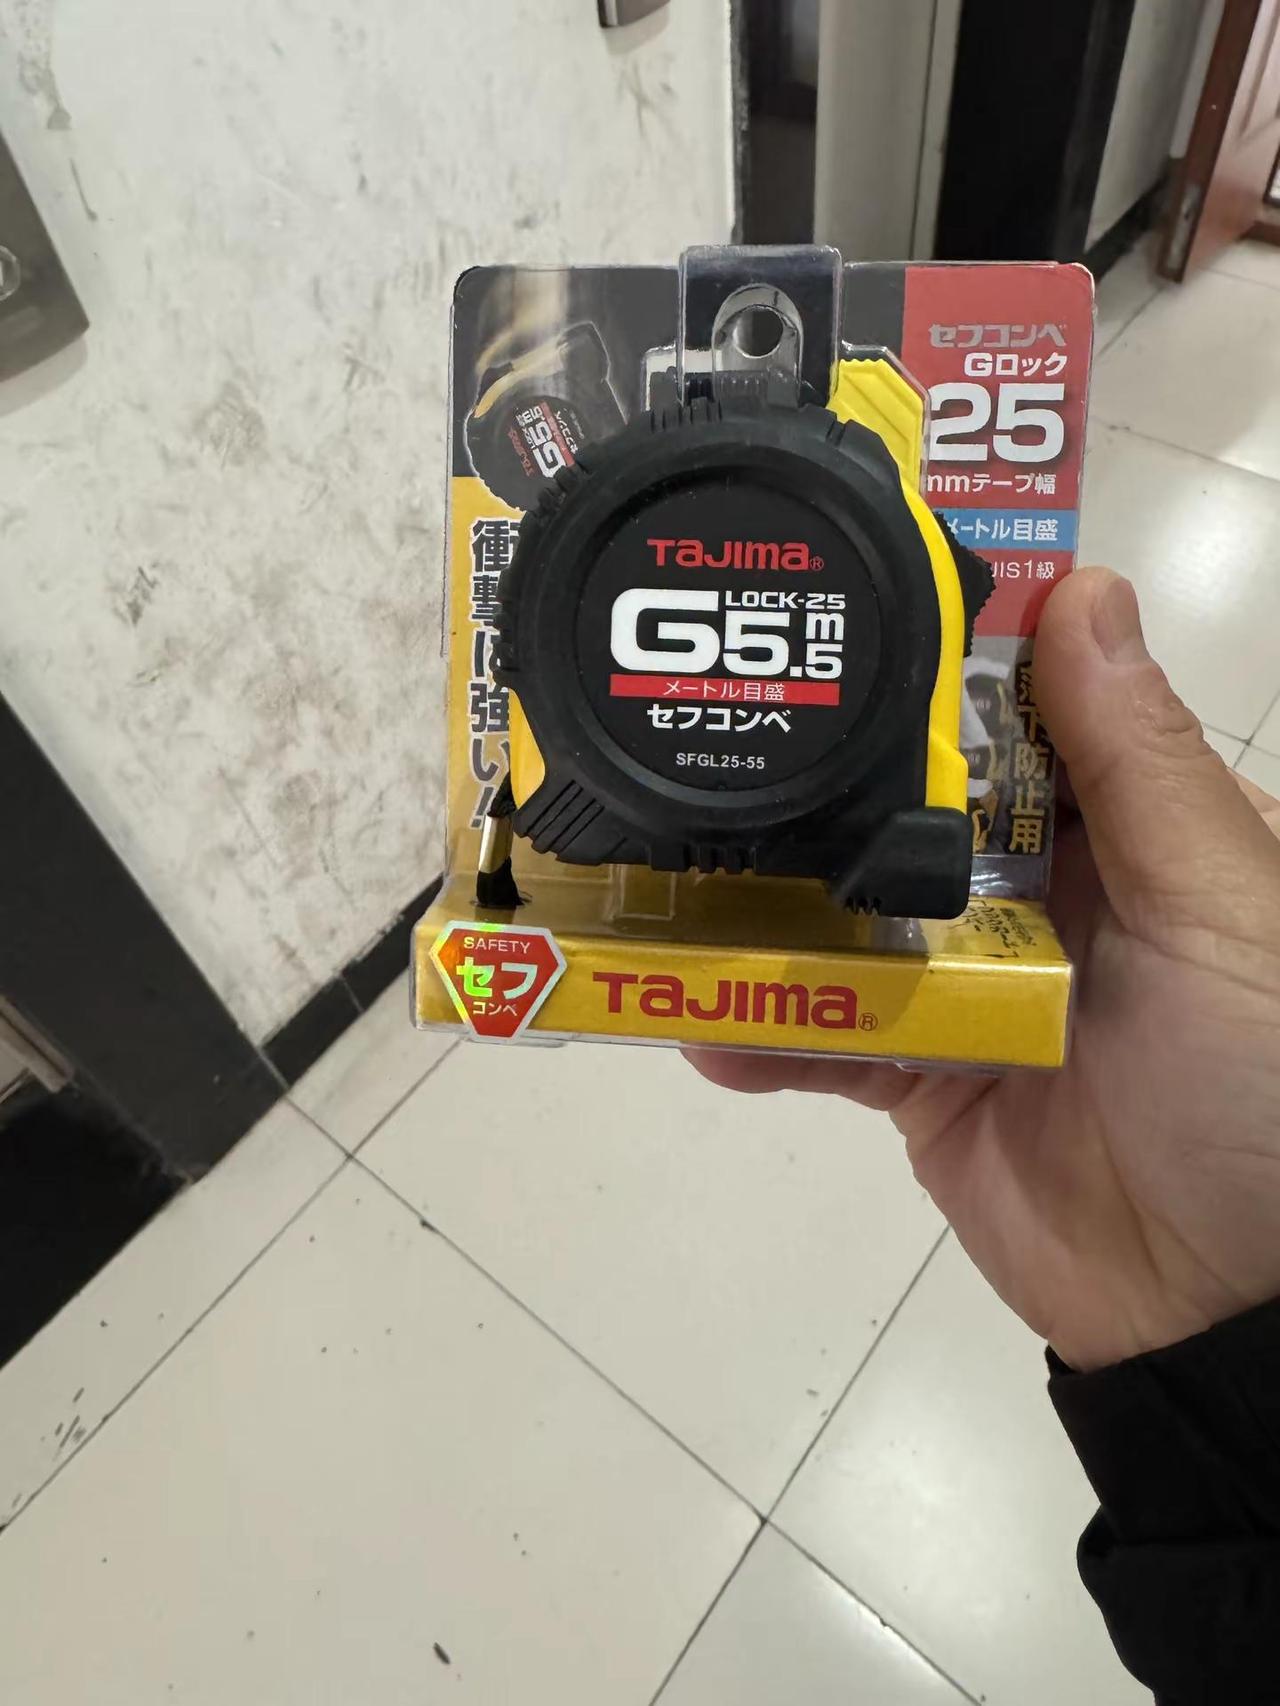 セフコンベ
Gロック
25
mmテープ幅
メートル目盛
JIS1級
衝撃に強い!!
TAJIMA®
LOCK-25
G5.5m
メートル目盛
セフコンベ
SFGL25-55
落下防止用
SAFETY
セフ
コンベ
TAJIMA®